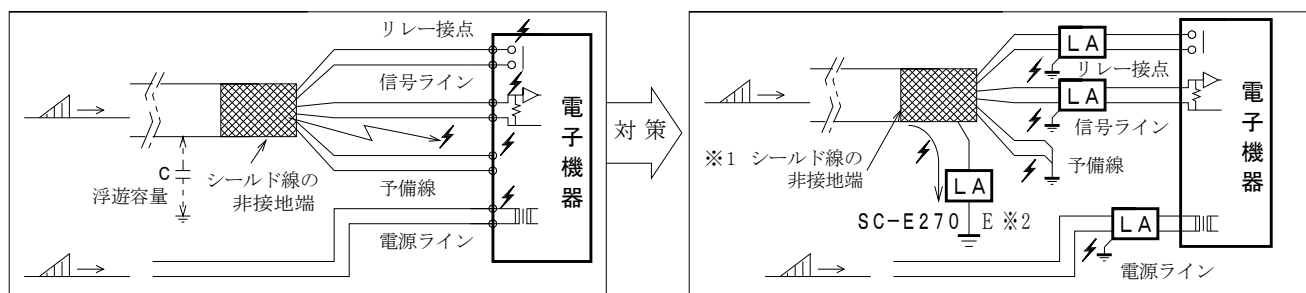 リレー接点
信号ライン
C
浮遊容量
シールド線の
非接地端
予備線
電源ライン
電子機器
対策
LA
リレー接点
LA
信号ライン
※1 シールド線の
非接地端
予備線
LA
SC-E270 E ※2
LA
電源ライン
電子機器